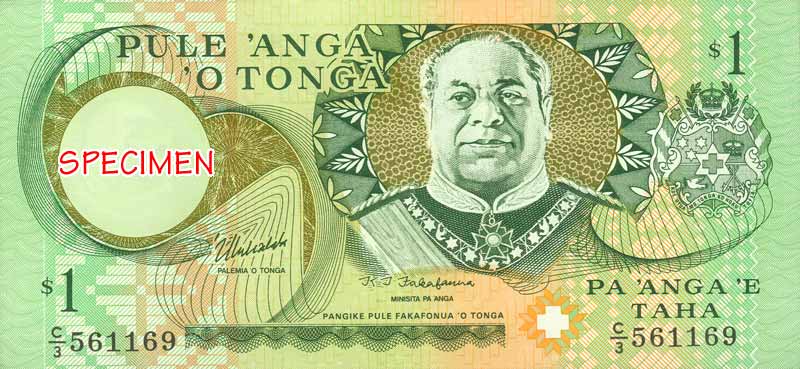 PULE 'ANGA
'O TONGA
$1
SPECIMEN
PALEMIA O TONGA
K T Fakafanua
MINISITA PA 'ANGA
$1
PA 'ANGA 'E
TAHA
PANGIKE PULE FAKAFONUA 'O TONGA
C/3 561169
C/3 561169